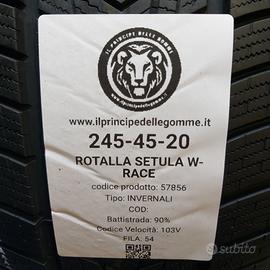 IL PRINCIPE DELLE GOMME
www.ilprincipedellegomme.it
www.ilprincipedellegomme.it
245-45-20
ROTALLA SETULA W-
RACE
codice prodotto: 57856
Tipo: INVERNALI
COD:
Battistrada: 90%
Codice Velocità: 103V
FILA: 54
subito